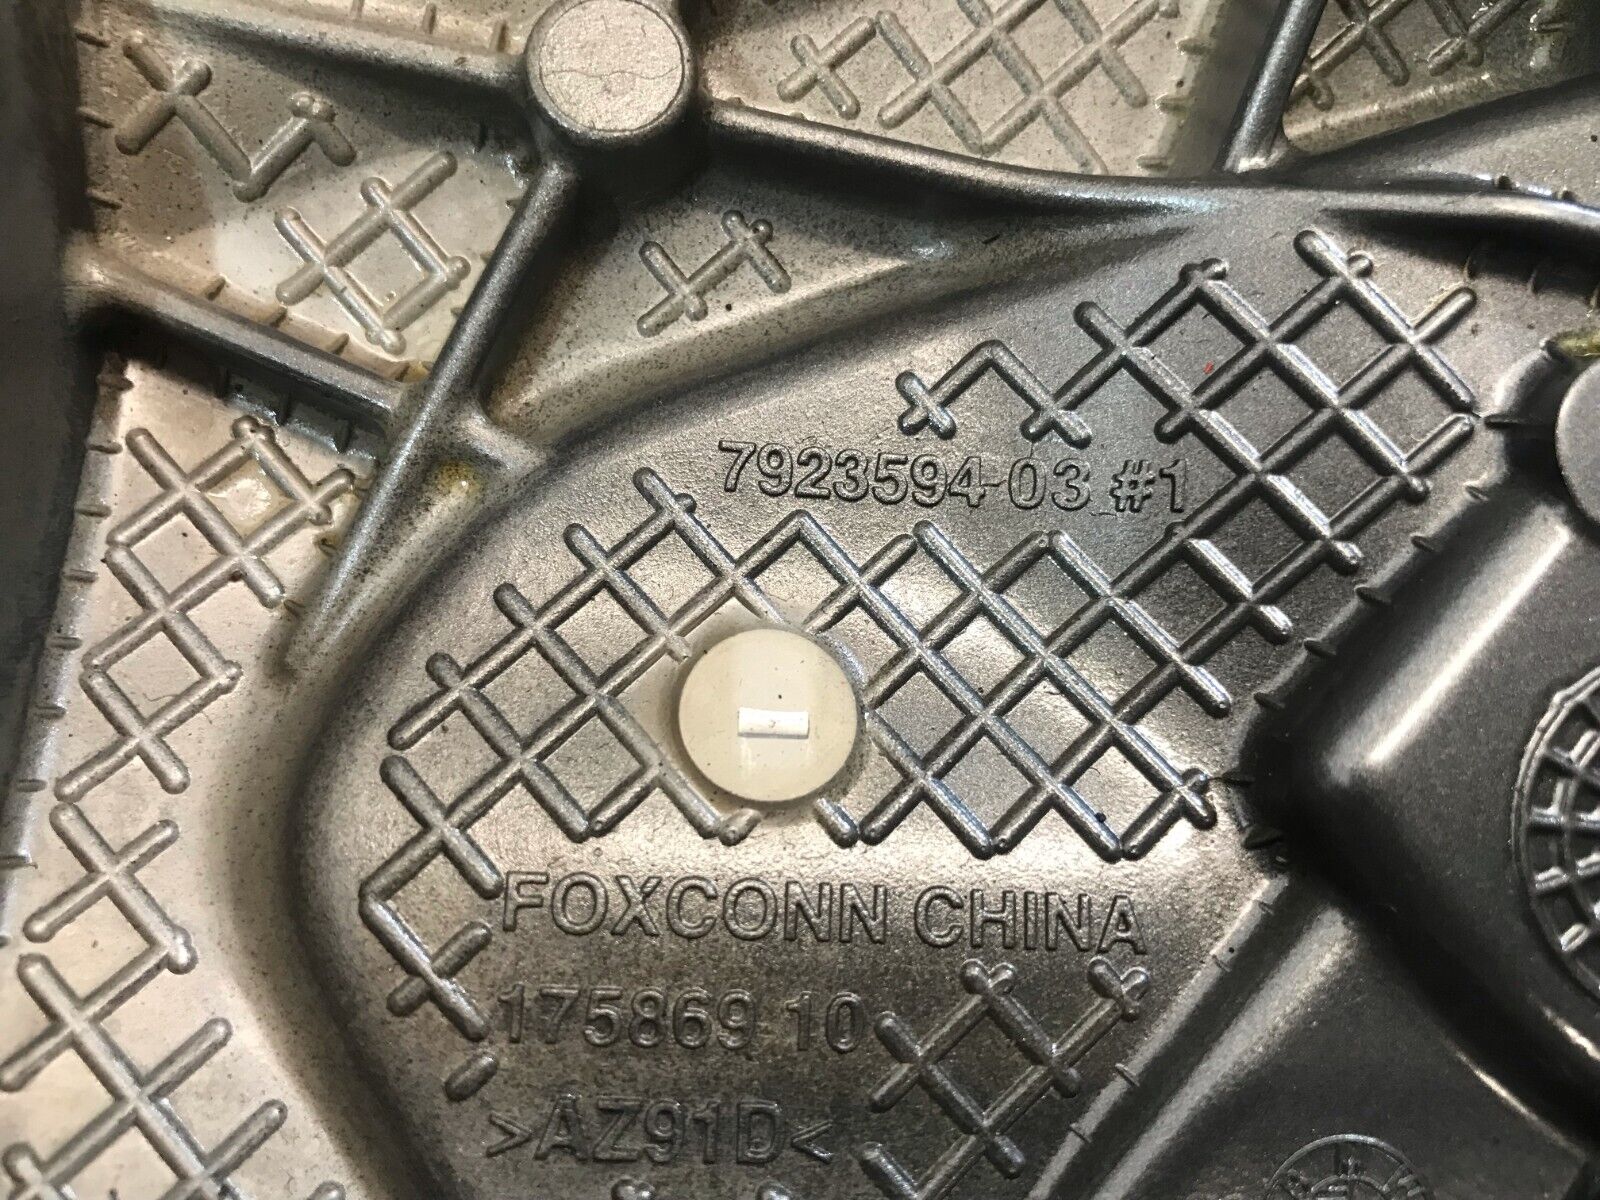 7923594-03 #1
FOXCONN CHINA
175869 10
>AZ91D<